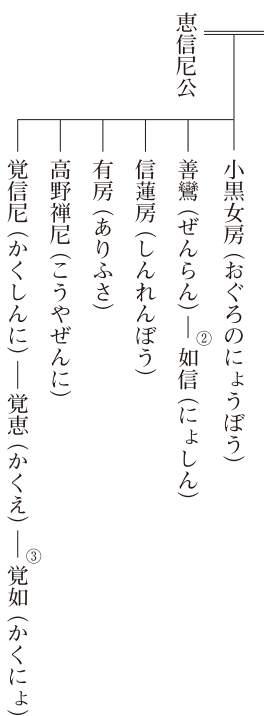 恵信尼公
小黒女房（おぐろのにょうぼう）
善鸞（ぜんらん）―②如信（にょしん）
信蓮房（しんれんぼう）
有房（ありふさ）
高野禅尼（こうやぜんに）
覚信尼（かくしんに）―覚恵（かくえ）―③覚如（かくにょ）